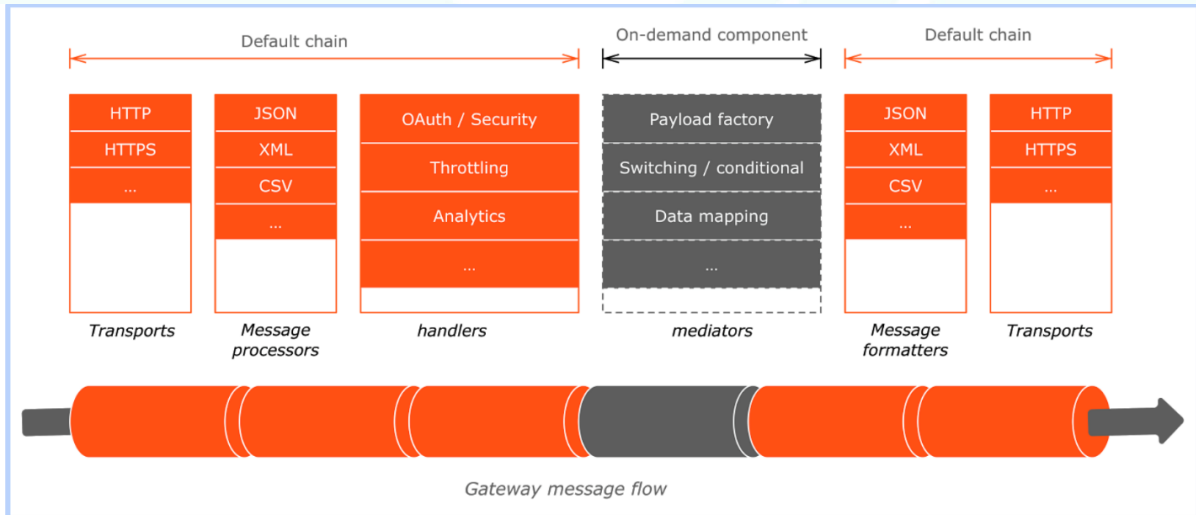 Default chain
On-demand component
Default chain
HTTP
HTTPS
...
Transports
JSON
XML
CSV
...
Message
processors
OAuth / Security
Throttling
Analytics
...
handlers
Payload factory
Switching / conditional
Data mapping
...
mediators
JSON
XML
CSV
...
Message
formatters
HTTP
HTTPS
...
Transports
Gateway message flow